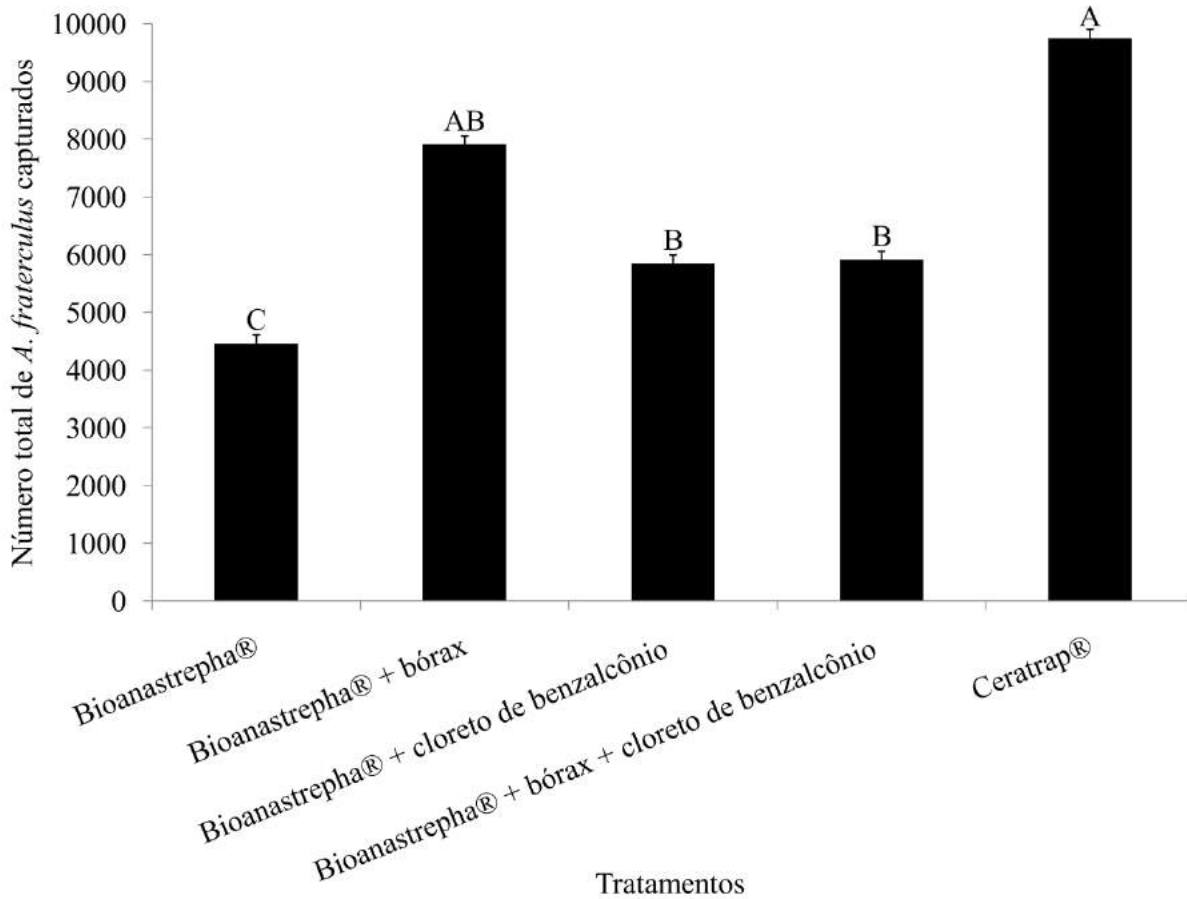 Número total de A. fraterculus capturados
10000
9000
8000
7000
6000
5000
4000
3000
2000
1000
0
C
AB
B
B
A
Bioanastrepha®
Bioanastrepha® + bórax
Bioanastrepha® + cloreto de benzalcônio
Bioanastrepha® + bórax + cloreto de benzalcônio
Ceratrap®
Tratamentos